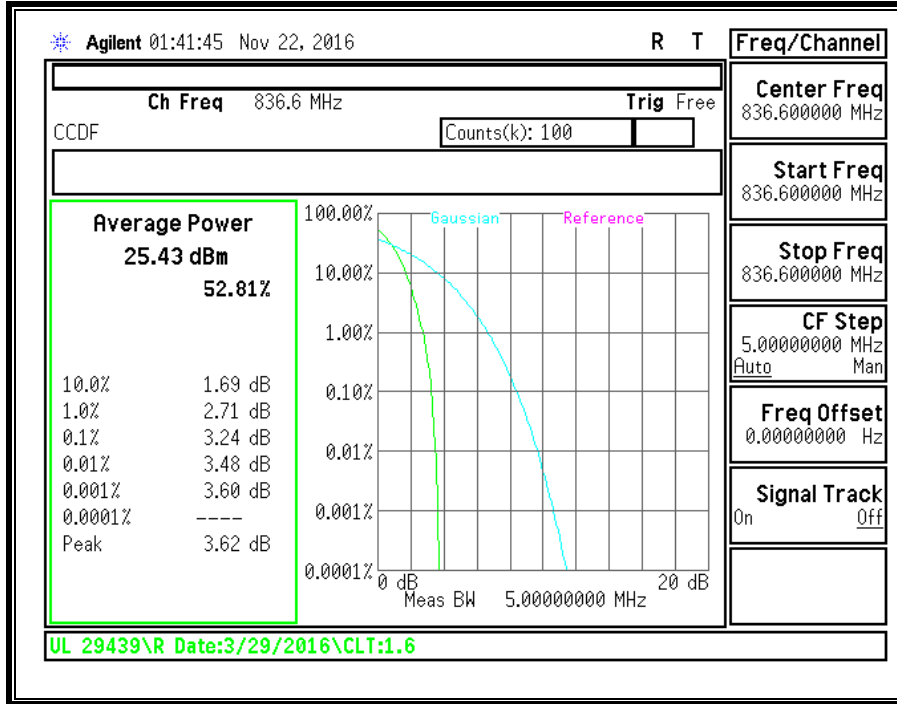 Agilent 01:41:45 Nov 22, 2016 R T
Freq/Channel
Ch Freq 836.6 MHz Trig Free
CCDF Counts(k): 100
Average Power
25.43 dBm
52.81%
10.0% 1.69 dB
1.0% 2.71 dB
0.1% 3.24 dB
0.01% 3.48 dB
0.001% 3.60 dB
0.0001% ----
Peak 3.62 dB
Gaussian Reference
100.00%
10.00%
1.00%
0.10%
0.01%
0.001%
0.0001%
0 dB 20 dB
Meas BW 5.00000000 MHz
Center Freq
836.600000 MHz
Start Freq
836.600000 MHz
Stop Freq
836.600000 MHz
CF Step
5.00000000 MHz
Auto Man
Freq Offset
0.00000000 Hz
Signal Track
On Off
UL 29439\R Date:3/29/2016\CLT:1.6